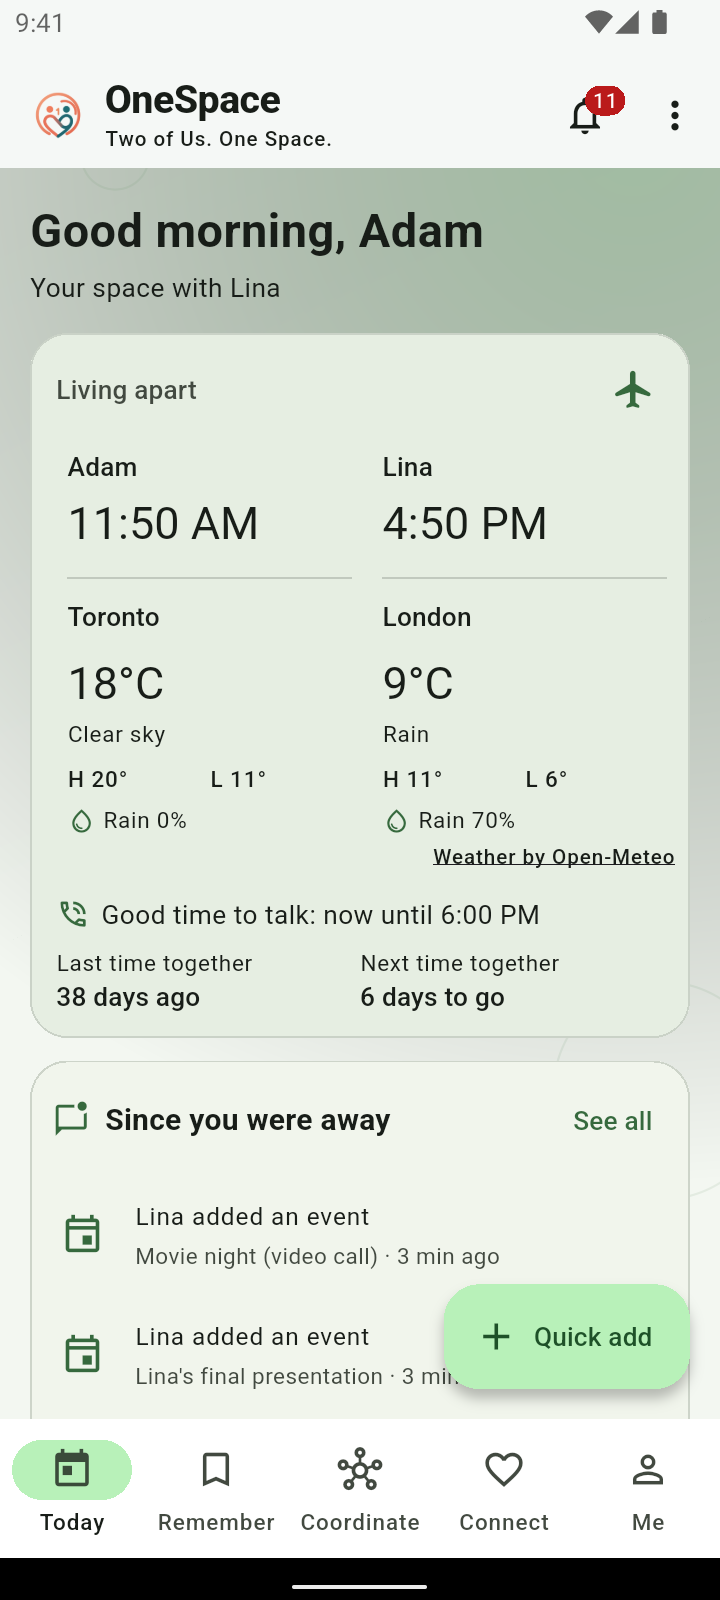 9:41
OneSpace
Two of Us. One Space.
11
Good morning, Adam
Your space with Lina
Living apart
Adam
11:50 AM
Lina
4:50 PM
Toronto
18°C
Clear sky
H 20° L 11°
Rain 0%
London
9°C
Rain
H 11° L 6°
Rain 70%
Weather by Open-Meteo
Good time to talk: now until 6:00 PM
Last time together
38 days ago
Next time together
6 days to go
Since you were away
See all
Lina added an event
Movie night (video call) · 3 min ago
Lina added an event
Lina's final presentation · 3 min
Quick add
Today
Remember
Coordinate
Connect
Me